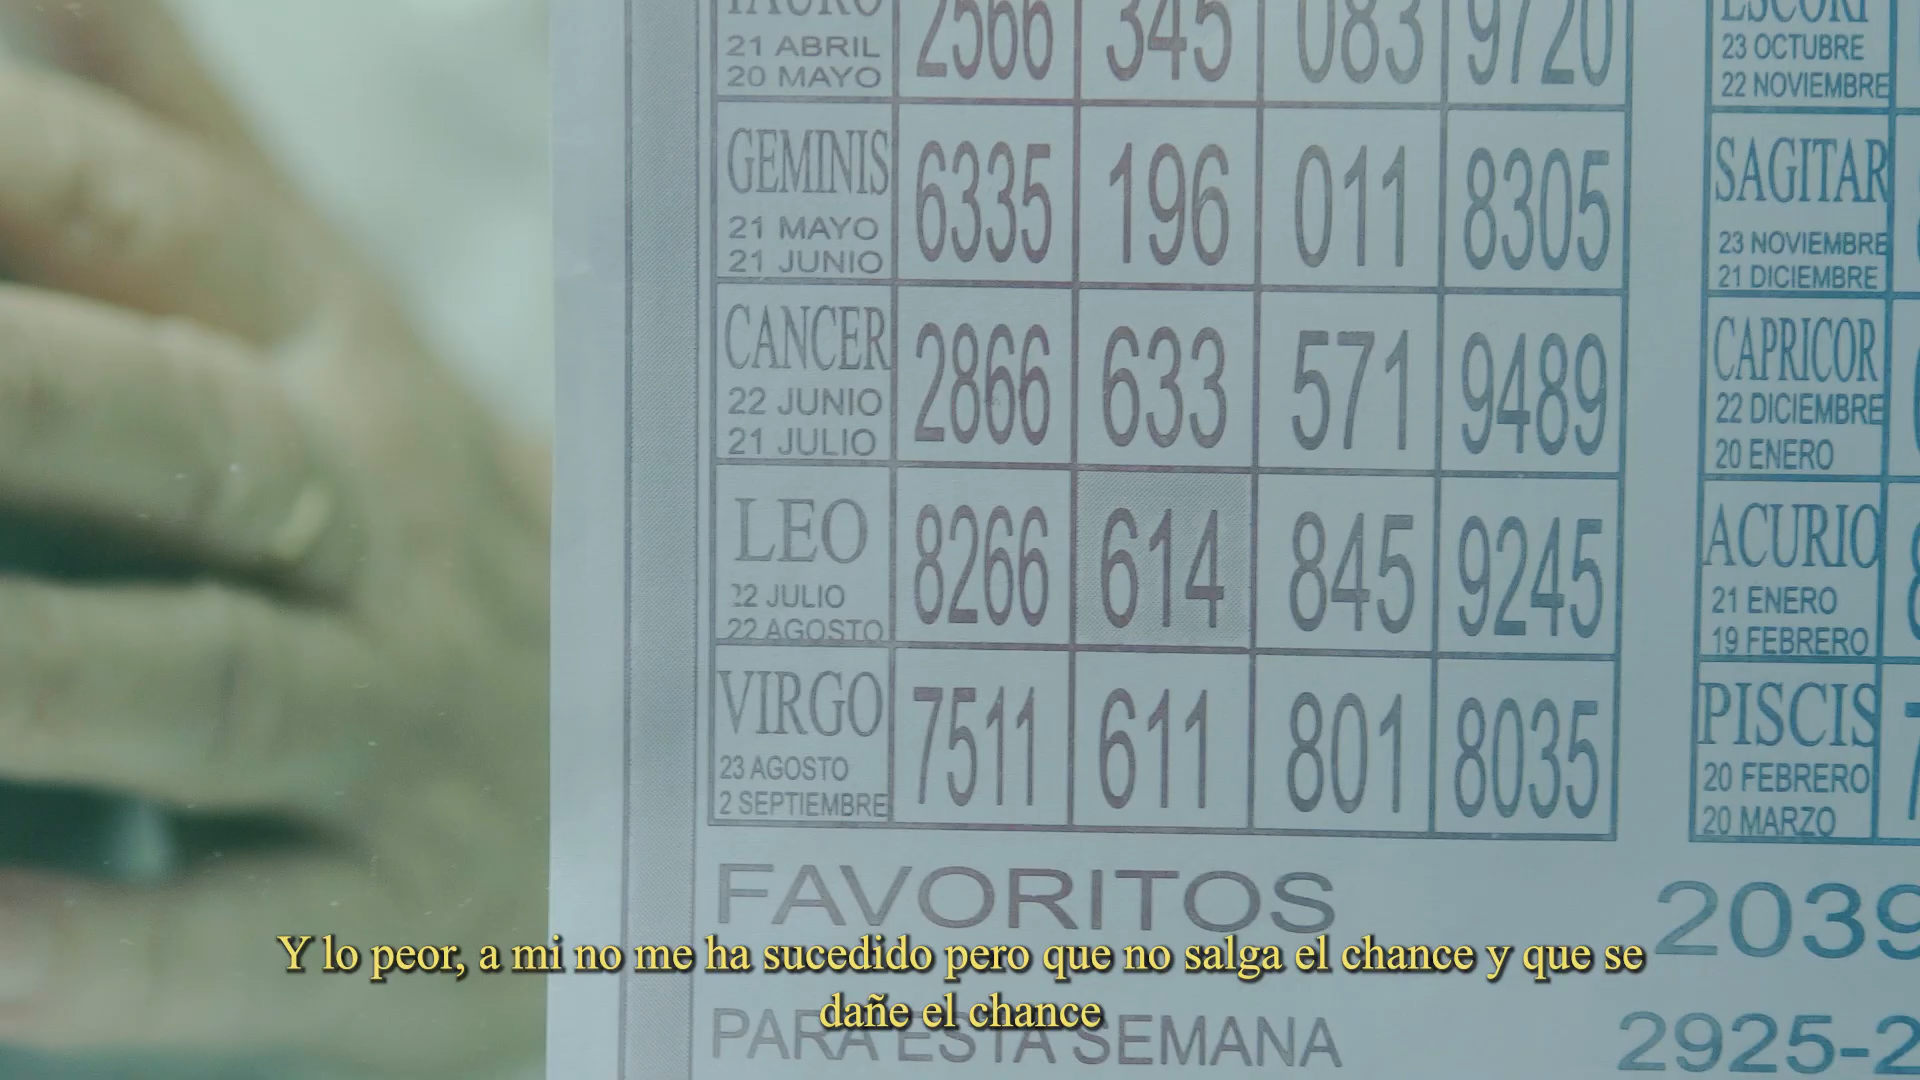 TAURO
21 ABRIL
20 MAYO
2566 345 083 9720
GEMINIS
21 MAYO
21 JUNIO
6335 196 011 8305
CANCER
22 JUNIO
21 JULIO
2866 633 571 9489
LEO
22 JULIO
22 AGOSTO
8266 614 845 9245
VIRGO
23 AGOSTO
2 SEPTIEMBRE
7511 611 801 8035
ESCORP
23 OCTUBRE
22 NOVIEMBRE
SAGITAR
23 NOVIEMBRE
21 DICIEMBRE
CAPRICOR
22 DICIEMBRE
20 ENERO
ACURIO
21 ENERO
19 FEBRERO
PISCIS
20 FEBRERO
20 MARZO
FAVORITOS 2039
Y lo peor, a mi no me ha sucedido pero que no salga el chance y que se
dañe el chance
PARA ESTA SEMANA 2925-2